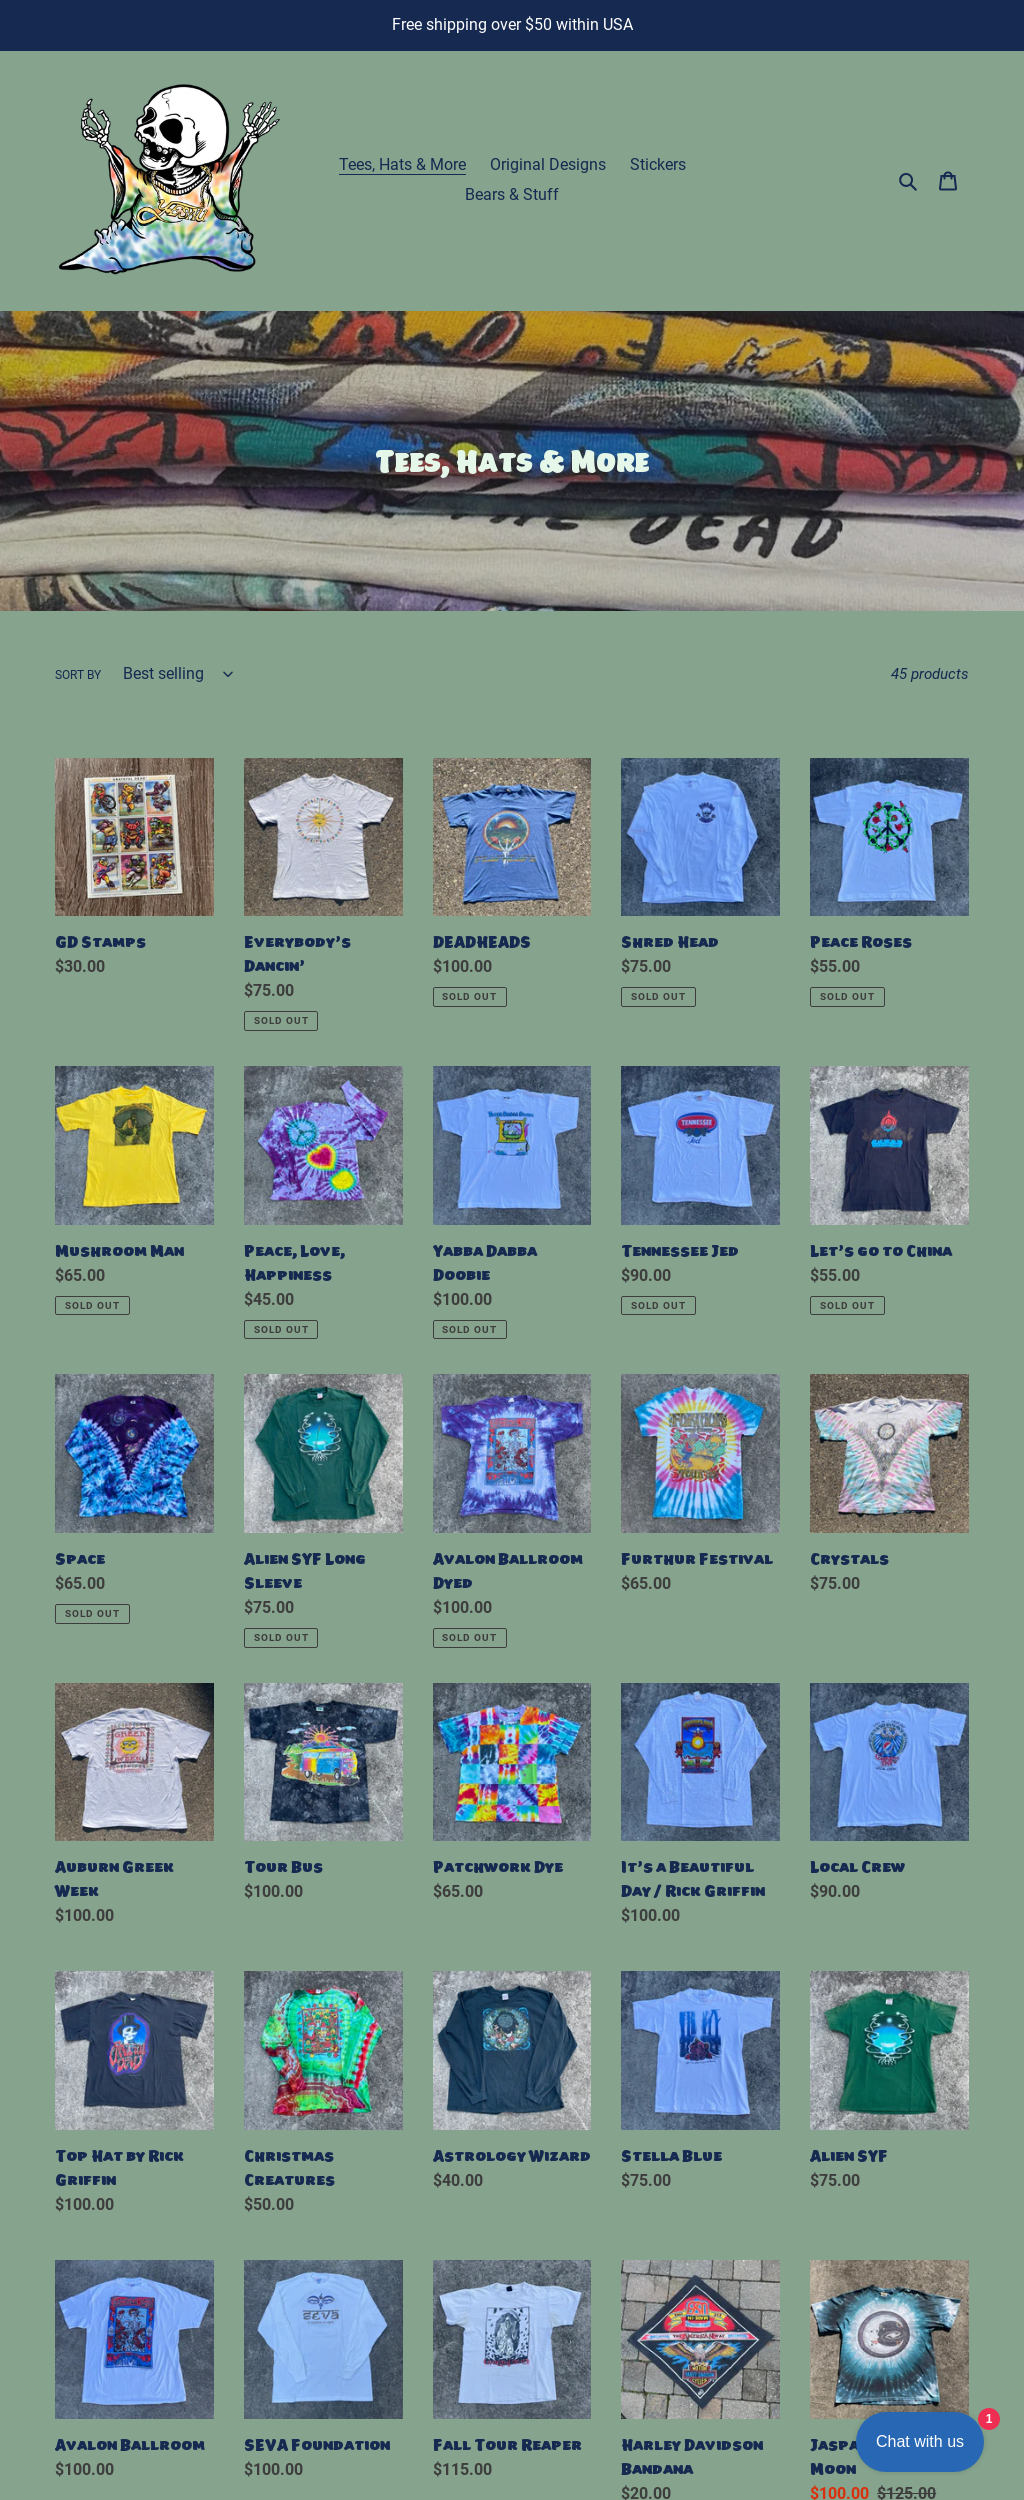 Free shipping over $50 within USA
YESHU
Tees, Hats & More
Original Designs
Stickers
Bears & Stuff
Tees, Hats & More
THE DEAD
SORT BY
Best selling
45 products
GD Stamps
$30.00
Everybody's
Dancin'
$75.00
SOLD OUT
DEADHEADS
$100.00
SOLD OUT
Shred Head
$75.00
SOLD OUT
Peace Roses
$55.00
SOLD OUT
TENNESSEE
Jed
Mushroom Man
$65.00
SOLD OUT
Peace, Love,
Happiness
$45.00
SOLD OUT
Yabba Dabba
Doobie
$100.00
SOLD OUT
Tennessee Jed
$90.00
SOLD OUT
Let's go to China
$55.00
SOLD OUT
Space
$65.00
SOLD OUT
Alien SYF Long
Sleeve
$75.00
SOLD OUT
Avalon Ballroom
Dyed
$100.00
SOLD OUT
Furthur Festival
$65.00
Crystals
$75.00
GREEK
WEEK
Auburn Greek
Week
$100.00
Tour Bus
$100.00
Patchwork Dye
$65.00
It's a Beautiful
Day / Rick Griffin
$100.00
Local Crew
$90.00
Top Hat by Rick
Griffin
$100.00
Christmas
Creatures
$50.00
Astrology Wizard
$40.00
Stella Blue
$75.00
Alien SYF
$75.00
SEVA
Avalon Ballroom
$100.00
SEVA Foundation
$100.00
Fall Tour Reaper
$115.00
Harley Davidson
Bandana
$20.00
Jaspa
Moon
$100.00 $125.00
Chat with us
1